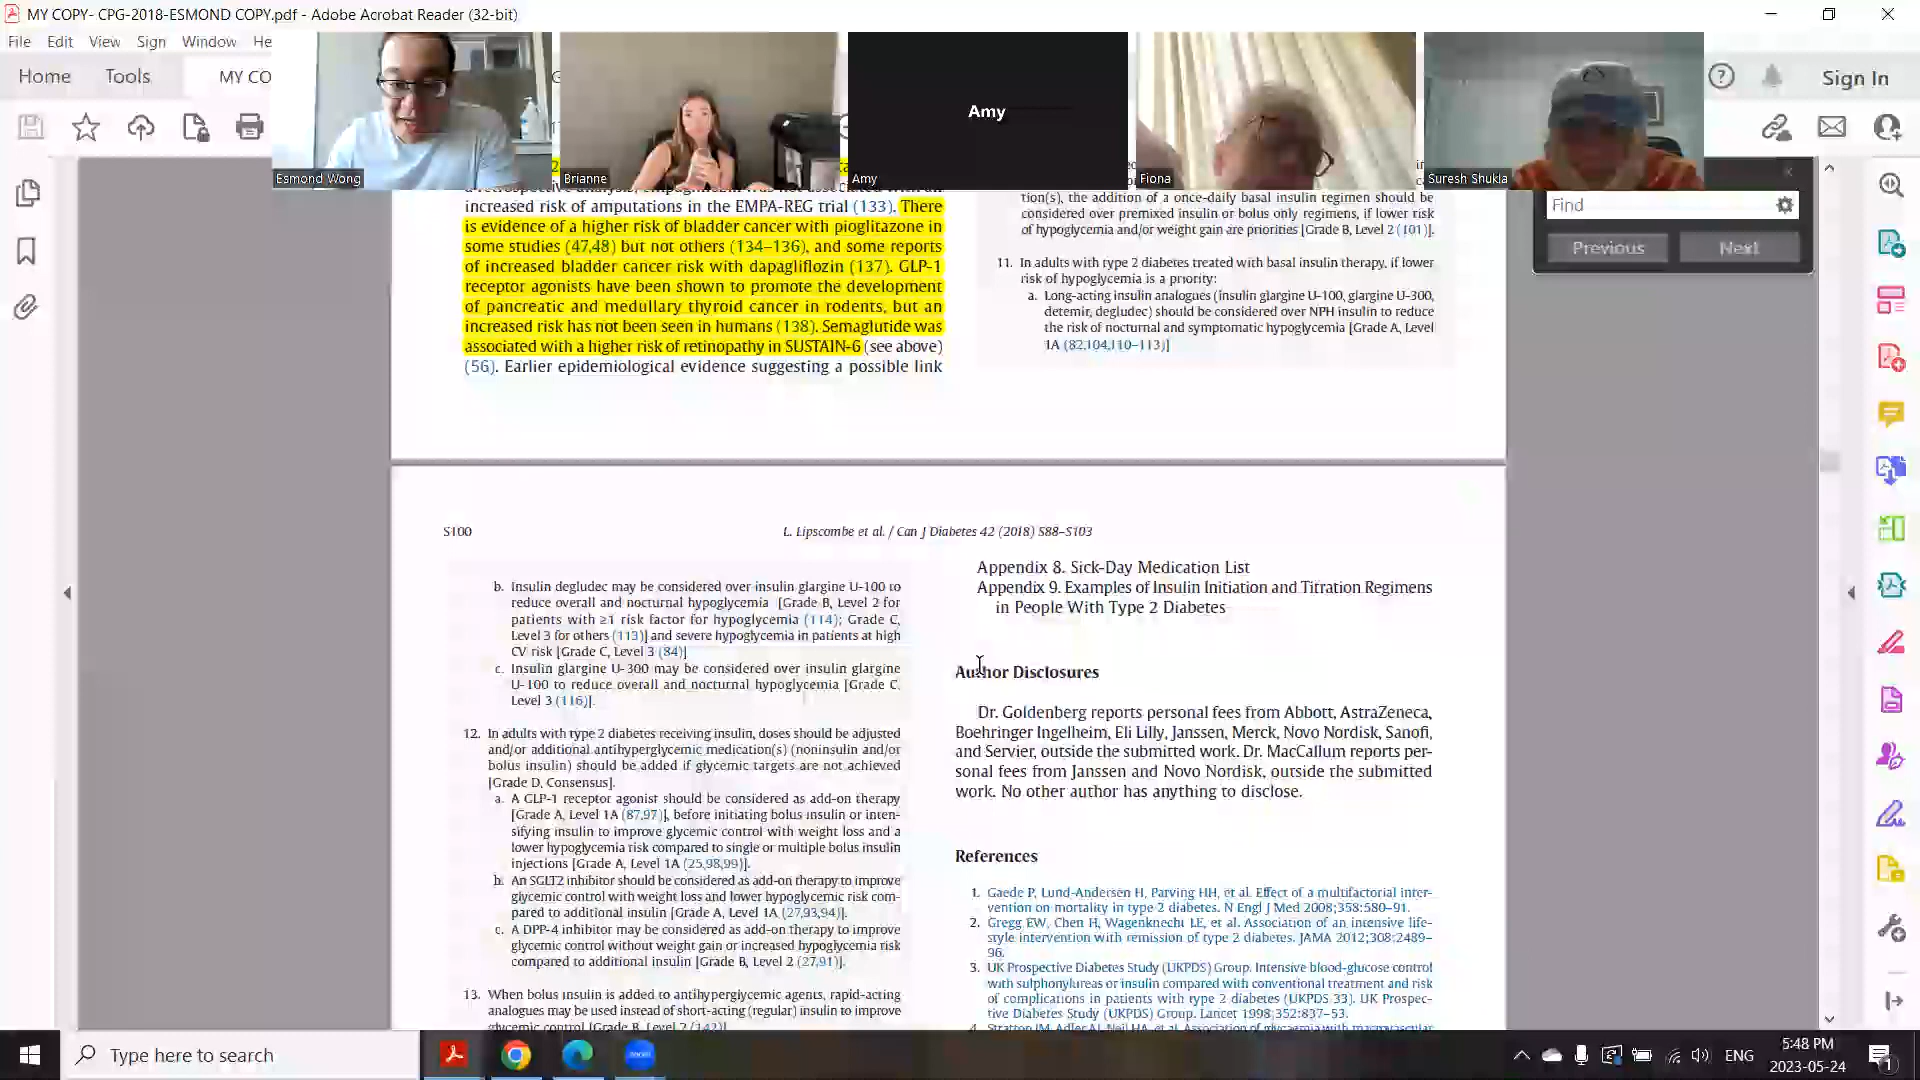 MY COPY- CPG-2018-ESMOND COPY.pdf - Adobe Acrobat Reader (32-bit)
File Edit View Sign Window He
Home Tools MY CO
Sign In
Esmond Wong
Brianne
Amy
Amy
Fiona
Suresh Shukla
Find
Previous Next
increased risk of amputations in the EMPA-REG trial (133). There
is evidence of a higher risk of bladder cancer with pioglitazone in
some studies (47,48) but not others (134–136), and some reports
of increased bladder cancer risk with dapagliflozin (137). GLP-1
receptor agonists have been shown to promote the development
of pancreatic and medullary thyroid cancer in rodents, but an
increased risk has not been seen in humans (138). Semaglutide was
associated with a higher risk of retinopathy in SUSTAIN-6 (see above)
(56). Earlier epidemiological evidence suggesting a possible link
tion(s), the addition of a once-daily basal insulin regimen should be
considered over premixed insulin or bolus only regimens, if lower risk
of hypoglycemia and/or weight gain are priorities [Grade B, Level 2 (101)].
11. In adults with type 2 diabetes treated with basal insulin therapy, if lower
risk of hypoglycemia is a priority:
a. Long-acting insulin analogues (insulin glargine U-100, glargine U-300,
detemir, degludec) should be considered over NPH insulin to reduce
the risk of nocturnal and symptomatic hypoglycemia [Grade A, Level
1A (82,104,110–113)]
S100
L. Lipscombe et al. / Can J Diabetes 42 (2018) S88–S103
b. Insulin degludec may be considered over insulin glargine U-100 to
reduce overall and nocturnal hypoglycemia [Grade B, Level 2 for
patients with ≥1 risk factor for hypoglycemia (114); Grade C,
Level 3 for others (113)] and severe hypoglycemia in patients at high
CV risk [Grade C, Level 3 (84)]
c. Insulin glargine U-300 may be considered over insulin glargine
U-100 to reduce overall and nocturnal hypoglycemia [Grade C,
Level 3 (116)].
12. In adults with type 2 diabetes receiving insulin, doses should be adjusted
and/or additional antihyperglycemic medication(s) (noninsulin and/or
bolus insulin) should be added if glycemic targets are not achieved
[Grade D, Consensus].
a. A GLP-1 receptor agonist should be considered as add-on therapy
[Grade A, Level 1A (87,97)], before initiating bolus insulin or inten-
sifying insulin to improve glycemic control with weight loss and a
lower hypoglycemia risk compared to single or multiple bolus insulin
injections [Grade A, Level 1A (25,98,99)].
b. An SGLT2 inhibitor should be considered as add-on therapy to improve
glycemic control with weight loss and lower hypoglycemic risk com-
pared to additional insulin [Grade A, Level 1A (27,93,94)].
c. A DPP-4 inhibitor may be considered as add-on therapy to improve
glycemic control without weight gain or increased hypoglycemia risk
compared to additional insulin [Grade B, Level 2 (27,91)].
13. When bolus insulin is added to antihyperglycemic agents, rapid-acting
analogues may be used instead of short-acting (regular) insulin to improve
glycemic control [Grade B, Level 2 (142)]
Appendix 8. Sick-Day Medication List
Appendix 9. Examples of Insulin Initiation and Titration Regimens
in People With Type 2 Diabetes
Author Disclosures
Dr. Goldenberg reports personal fees from Abbott, AstraZeneca,
Boehringer Ingelheim, Eli Lilly, Janssen, Merck, Novo Nordisk, Sanofi,
and Servier, outside the submitted work. Dr. MacCallum reports per-
sonal fees from Janssen and Novo Nordisk, outside the submitted
work. No other author has anything to disclose.
References
1. Gaede P, Lund-Andersen H, Parving HH, et al. Effect of a multifactorial inter-
vention on mortality in type 2 diabetes. N Engl J Med 2008;358:580–91.
2. Gregg EW, Chen H, Wagenknecht LE, et al. Association of an intensive life-
style intervention with remission of type 2 diabetes. JAMA 2012;308:2489–
96.
3. UK Prospective Diabetes Study (UKPDS) Group. Intensive blood-glucose control
with sulphonylureas or insulin compared with conventional treatment and risk
of complications in patients with type 2 diabetes (UKPDS 33). UK Prospec-
tive Diabetes Study (UKPDS) Group. Lancet 1998;352:837–53.
4. Stratton IM, Adler AI, Neil HA, et al. Association of glycaemia with macrovascular
Type here to search
zoom
ENG
5:48 PM
2023-05-24
1